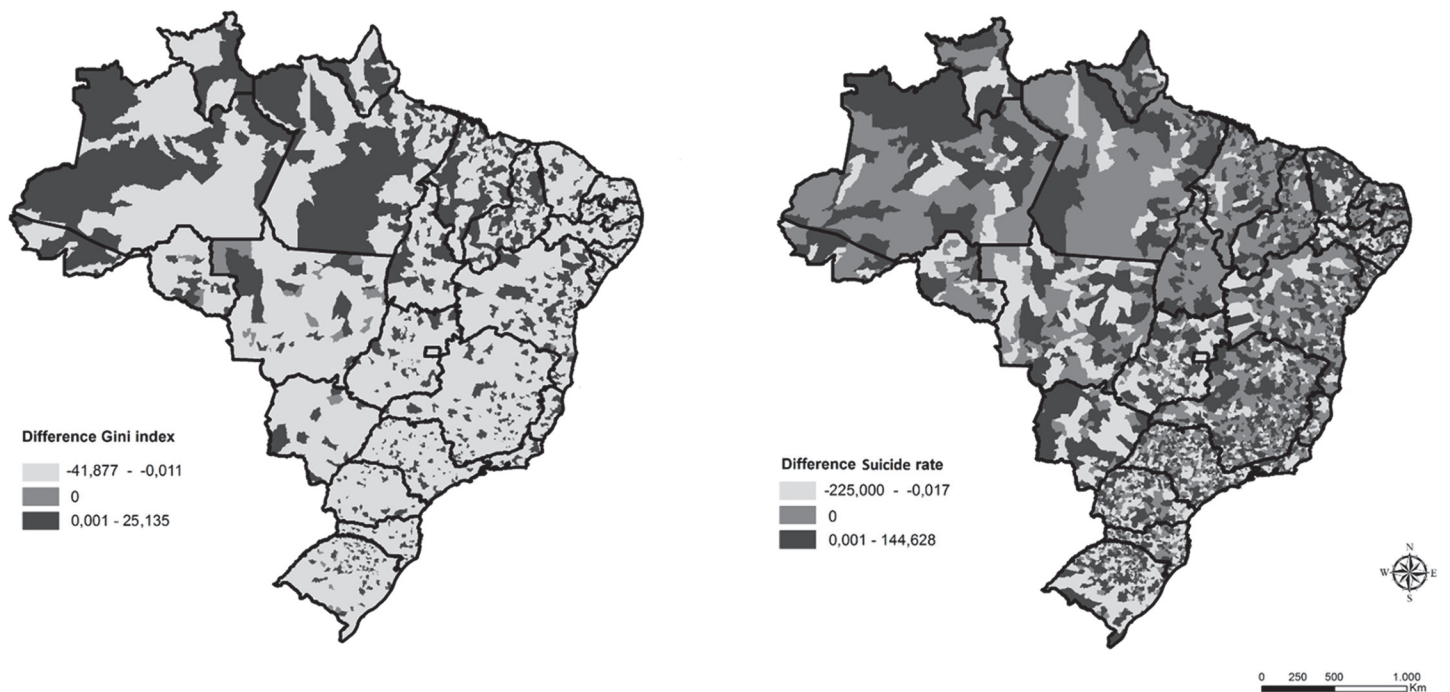 Difference Gini index
-41,877 - -0,011
0
0,001 - 25,135
Difference Suicide rate
-225,000 - -0,017
0
0,001 - 144,628
N
W E
S
0 250 500 1.000
Km